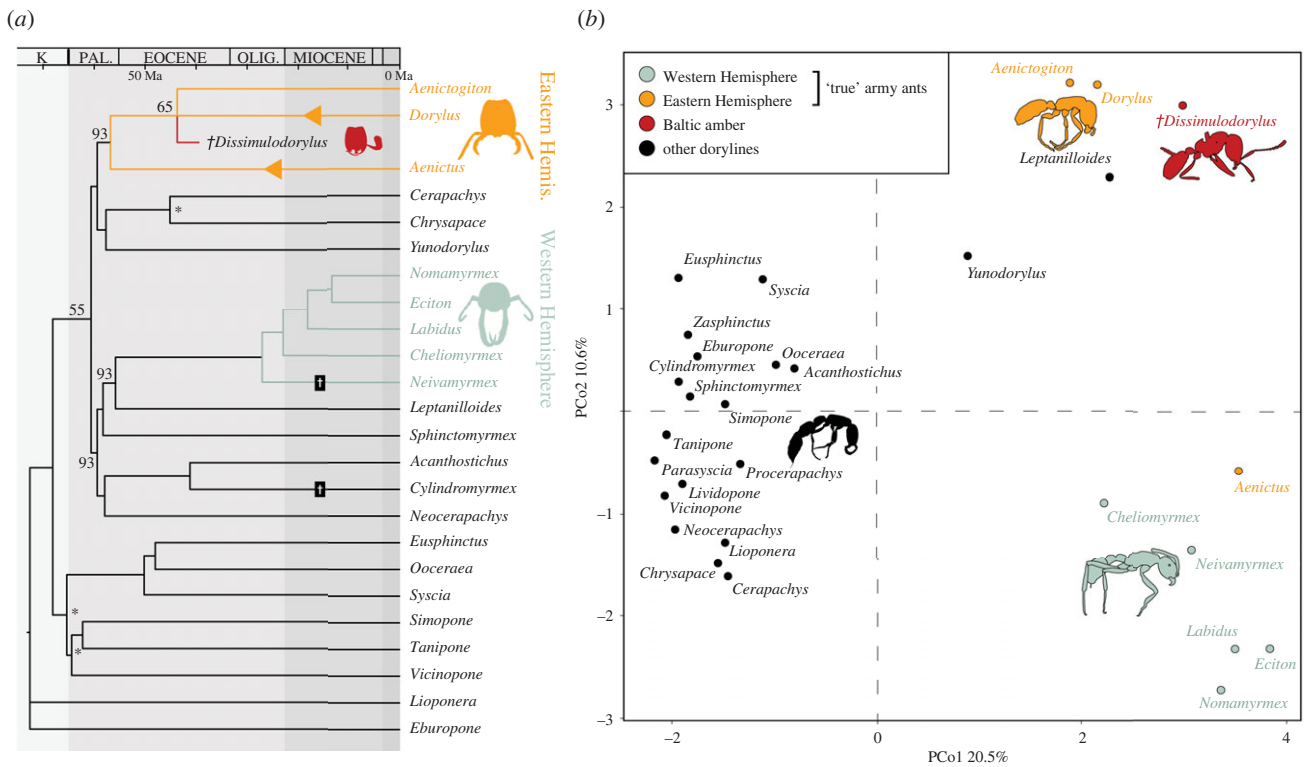 (a)
K PAL. EOCENE OLIG. MIOCENE
50 Ma 0 Ma
65
93
*
55
93
93
*
*
Aenictogiton
Dorylus
†Dissimulodorylus
Aenictus
Cerapachys
Chrysapace
Yunodorylus
Nomamyrmex
Eciton
Labidus
Cheliomyrmex
† Neivamyrmex
Leptanilloides
Sphinctomyrmex
Acanthostichus
† Cylindromyrmex
Neocerapachys
Eusphinctus
Ooceraea
Syscia
Simopone
Tanipone
Vicinopone
Lioponera
Eburopone
Eastern Hemis.
Western Hemisphere
(b)
Western Hemisphere
Eastern Hemisphere
'true' army ants
Baltic amber
other dorylines
Aenictogiton
Dorylus
†Dissimulodorylus
Leptanilloides
Yunodorylus
Eusphinctus
Syscia
Zasphinctus
Eburopone
Ooceraea
Cylindromyrmex
Acanthostichus
Sphinctomyrmex
Simopone
Tanipone
Parasyscia
Procerapachys
Lividopone
Vicinopone
Neocerapachys
Lioponera
Chrysapace
Cerapachys
Aenictus
Cheliomyrmex
Neivamyrmex
Labidus
Eciton
Nomamyrmex
3
2
1
0
–1
–2
–3
PCo2 10.6%
–2 0 2 4
PCo1 20.5%